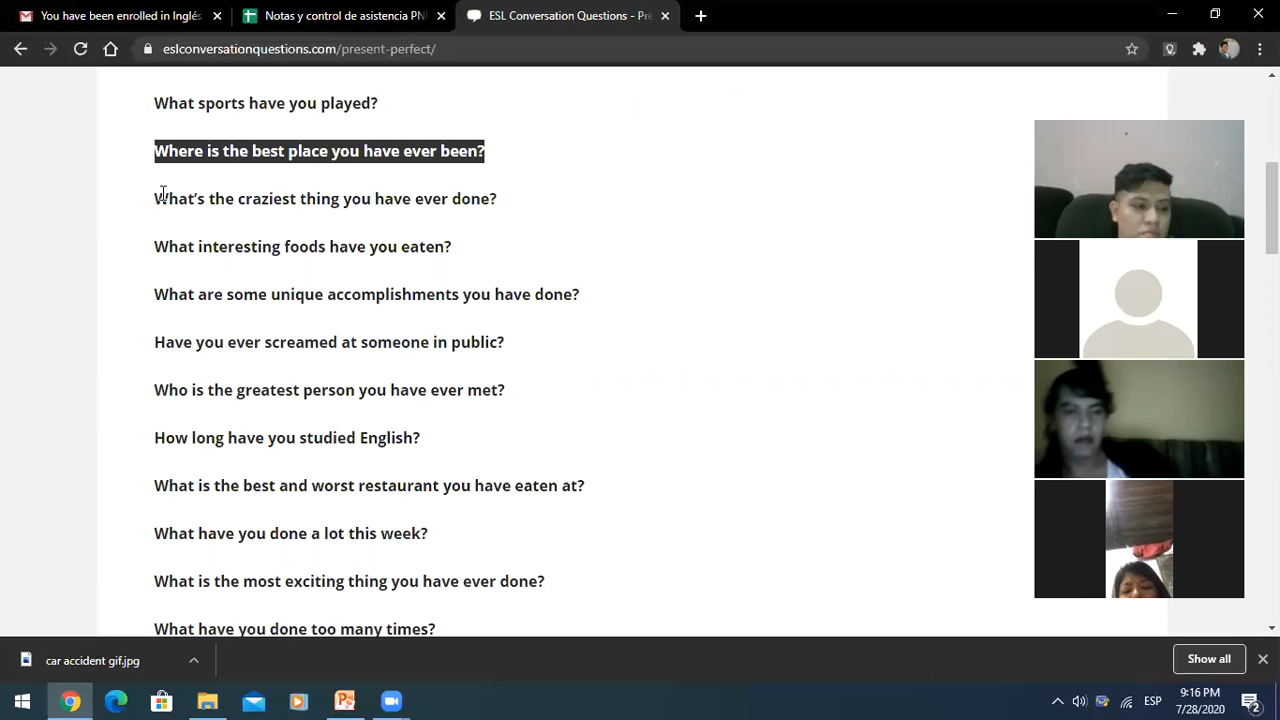 You have been enrolled in Inglés
Notas y control de asistencia PNI
ESL Conversation Questions - Pre
eslconversationquestions.com/present-perfect/
What sports have you played?
Where is the best place you have ever been?
What's the craziest thing you have ever done?
What interesting foods have you eaten?
What are some unique accomplishments you have done?
Have you ever screamed at someone in public?
Who is the greatest person you have ever met?
How long have you studied English?
What is the best and worst restaurant you have eaten at?
What have you done a lot this week?
What is the most exciting thing you have ever done?
What have you done too many times?
car accident gif.jpg
Show all
ESP
9:16 PM
7/28/2020
2